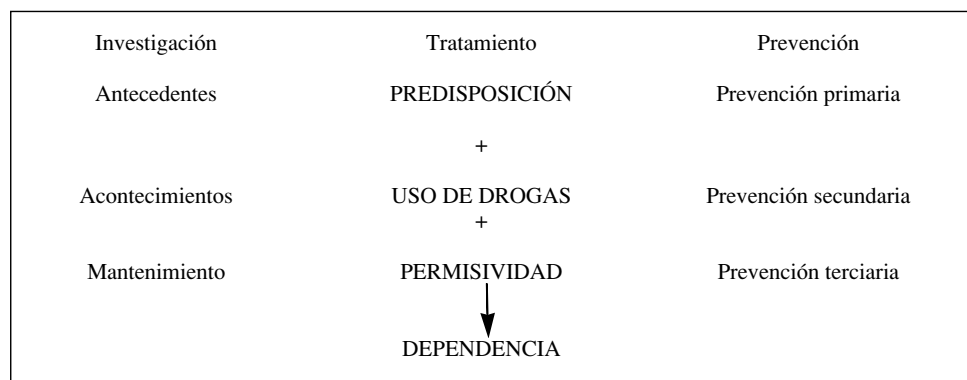 Investigación Tratamiento Prevención
Antecedentes PREDISPOSICIÓN Prevención primaria
+
Acontecimientos USO DE DROGAS Prevención secundaria
+
Mantenimiento PERMISIVIDAD Prevención terciaria
DEPENDENCIA